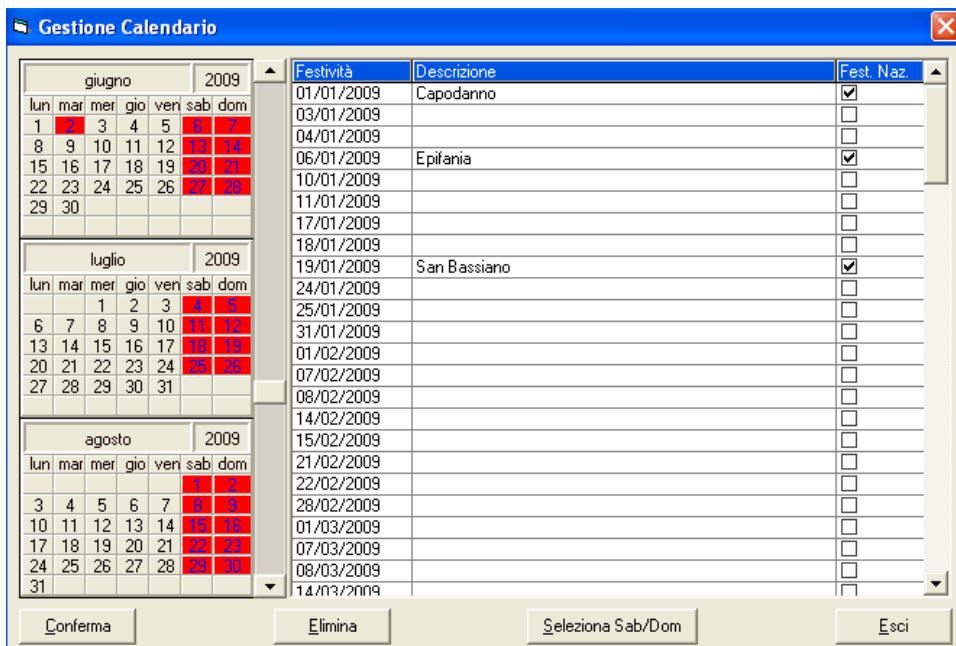 Gestione Calendario
giugno 2009
lun mar mer gio ven sab dom
1 2 3 4 5 6 7
8 9 10 11 12 13 14
15 16 17 18 19 20 21
22 23 24 25 26 27 28
29 30
luglio 2009
lun mar mer gio ven sab dom
1 2 3 4 5
6 7 8 9 10 11 12
13 14 15 16 17 18 19
20 21 22 23 24 25 26
27 28 29 30 31
agosto 2009
lun mar mer gio ven sab dom
1 2
3 4 5 6 7 8 9
10 11 12 13 14 15 16
17 18 19 20 21 22 23
24 25 26 27 28 29 30
31
Festività Descrizione Fest. Naz.
01/01/2009 Capodanno
03/01/2009
04/01/2009
06/01/2009 Epifania
10/01/2009
11/01/2009
17/01/2009
18/01/2009
19/01/2009 San Bassiano
24/01/2009
25/01/2009
31/01/2009
01/02/2009
07/02/2009
08/02/2009
14/02/2009
15/02/2009
21/02/2009
22/02/2009
28/02/2009
01/03/2009
07/03/2009
08/03/2009
14/03/2009
Conferma Elimina Seleziona Sab/Dom Esci